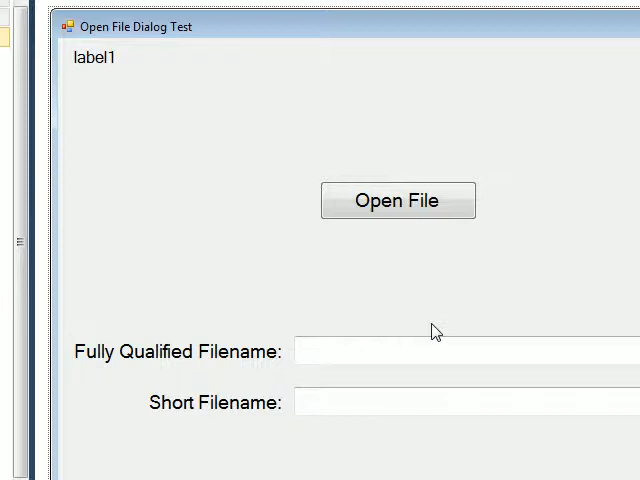 Open File Dialog Test
label1
Open File
Fully Qualified Filename:
Short Filename: